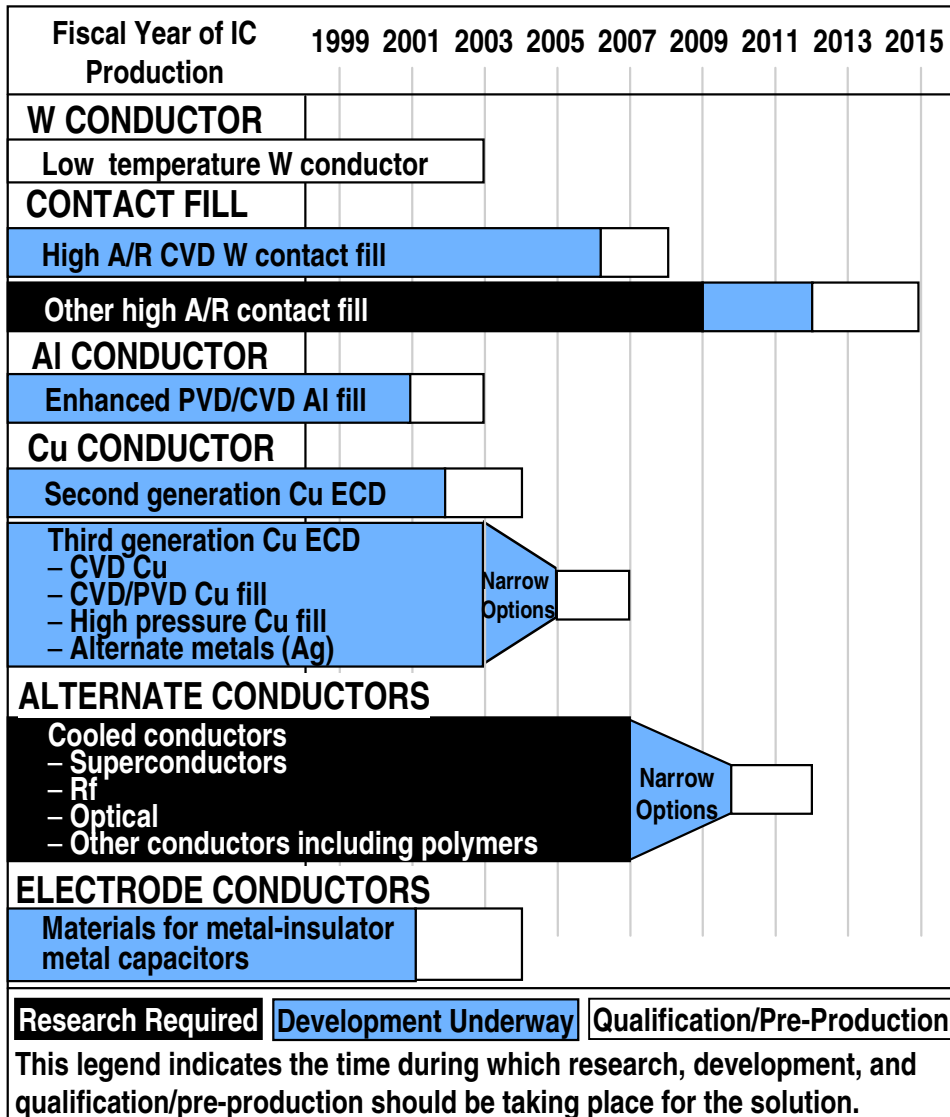 Fiscal Year of IC
Production
1999 2001 2003 2005 2007 2009 2011 2013 2015
W CONDUCTOR
Low temperature W conductor
CONTACT FILL
High A/R CVD W contact fill
Other high A/R contact fill
Al CONDUCTOR
Enhanced PVD/CVD Al fill
Cu CONDUCTOR
Second generation Cu ECD
Third generation Cu ECD
– CVD Cu
– CVD/PVD Cu fill
– High pressure Cu fill
– Alternate metals (Ag)
Narrow
Options
ALTERNATE CONDUCTORS
Cooled conductors
– Superconductors
– Rf
– Optical
– Other conductors including polymers
Narrow
Options
ELECTRODE CONDUCTORS
Materials for metal-insulator
metal capacitors
Research Required Development Underway Qualification/Pre-Production
This legend indicates the time during which research, development, and
qualification/pre-production should be taking place for the solution.